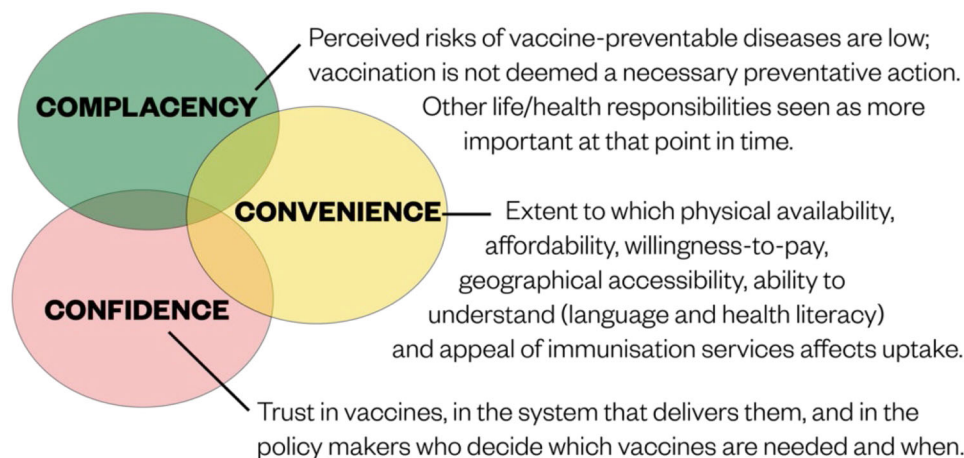 COMPLACENCY
Perceived risks of vaccine-preventable diseases are low;
vaccination is not deemed a necessary preventative action.
Other life/health responsibilities seen as more
important at that point in time.
CONVENIENCE
Extent to which physical availability,
affordability, willingness-to-pay,
geographical accessibility, ability to
understand (language and health literacy)
and appeal of immunisation services affects uptake.
CONFIDENCE
Trust in vaccines, in the system that delivers them, and in the
policy makers who decide which vaccines are needed and when.